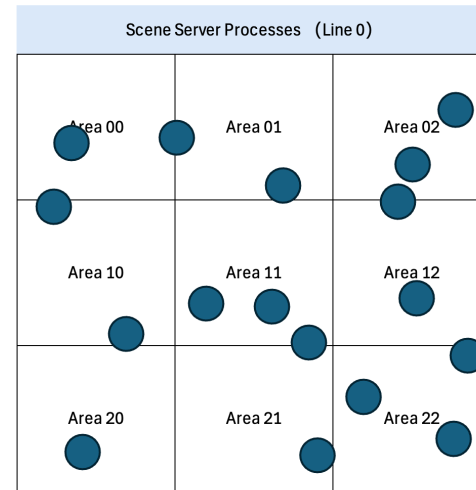 Scene Server Processes (Line 0)
Area 00 Area 01 Area 02
Area 10 Area 11 Area 12
Area 20 Area 21 Area 22